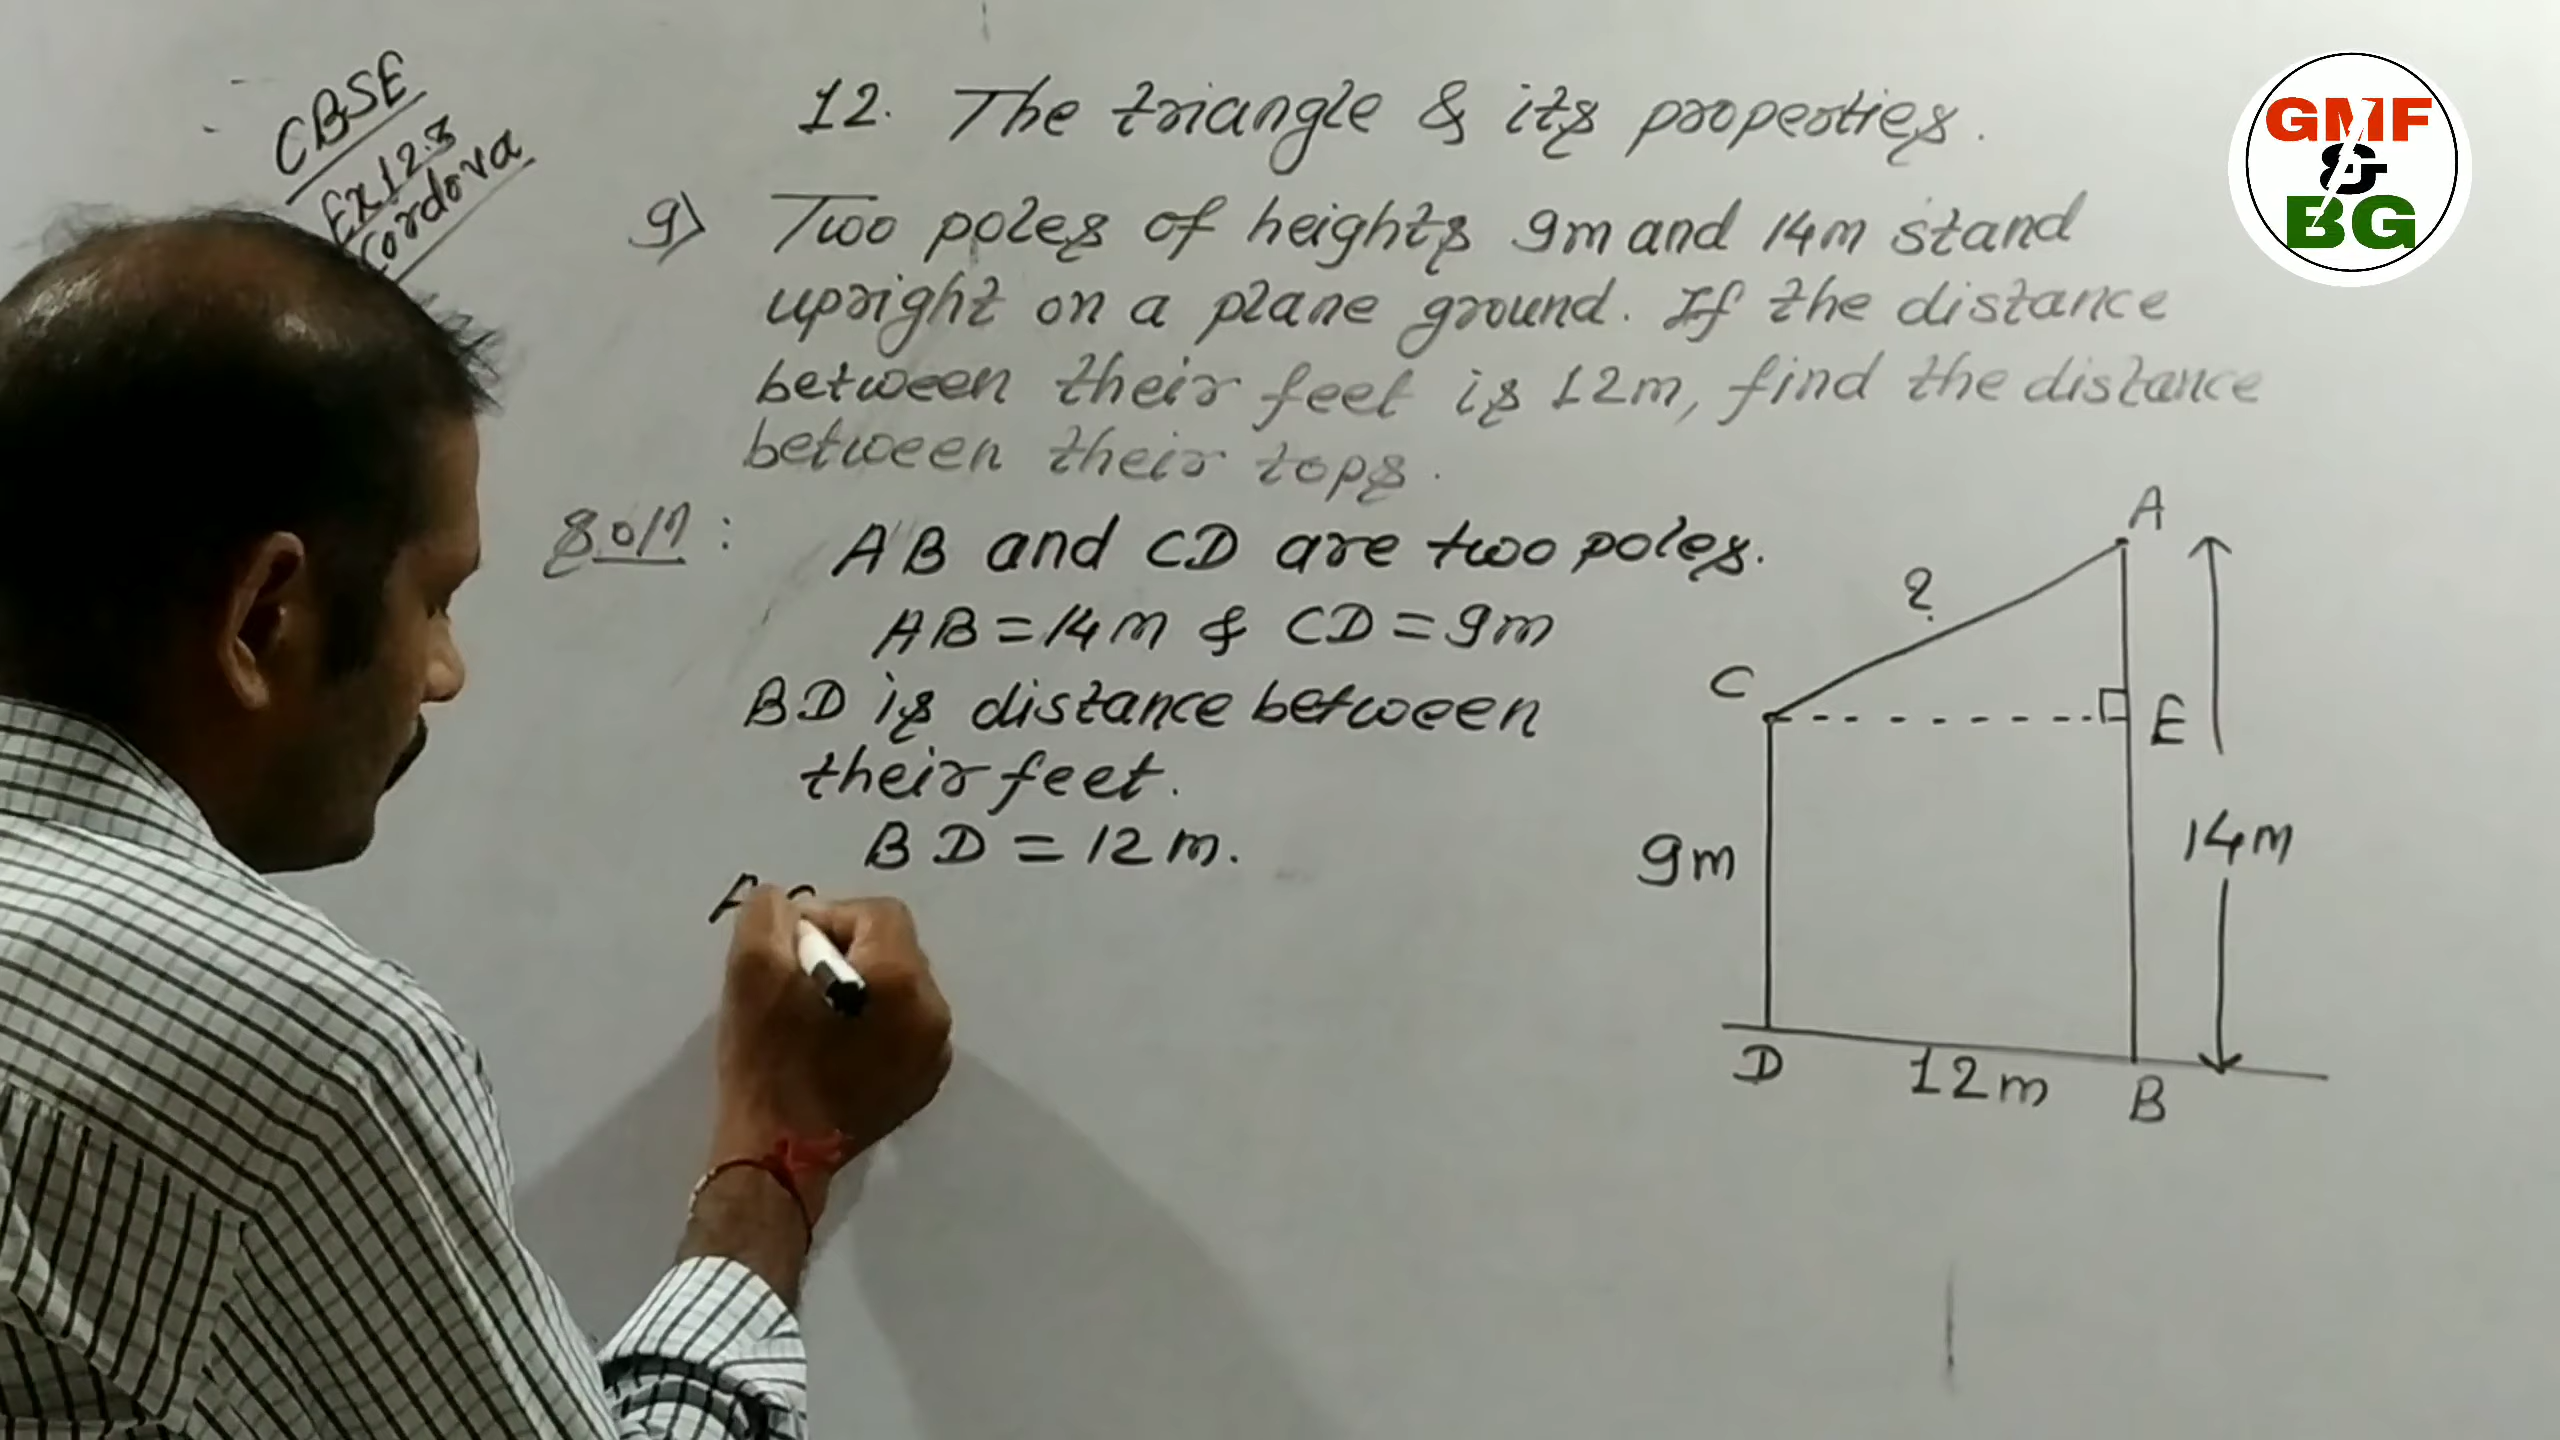 CBSE
Ex 12.3
Cordova
12. The triangle & its properties.
9) Two poles of heights 9m and 14m stand
upright on a plane ground. If the distance
between their feet is 12m, find the distance
between their tops.
Soln : AB and CD are two poles.
AB = 14m & CD = 9m
BD is distance between
their feet.
BD = 12m.
AC
A
?
C
E
9m
14m
D
12m
B
GMF
&
BG